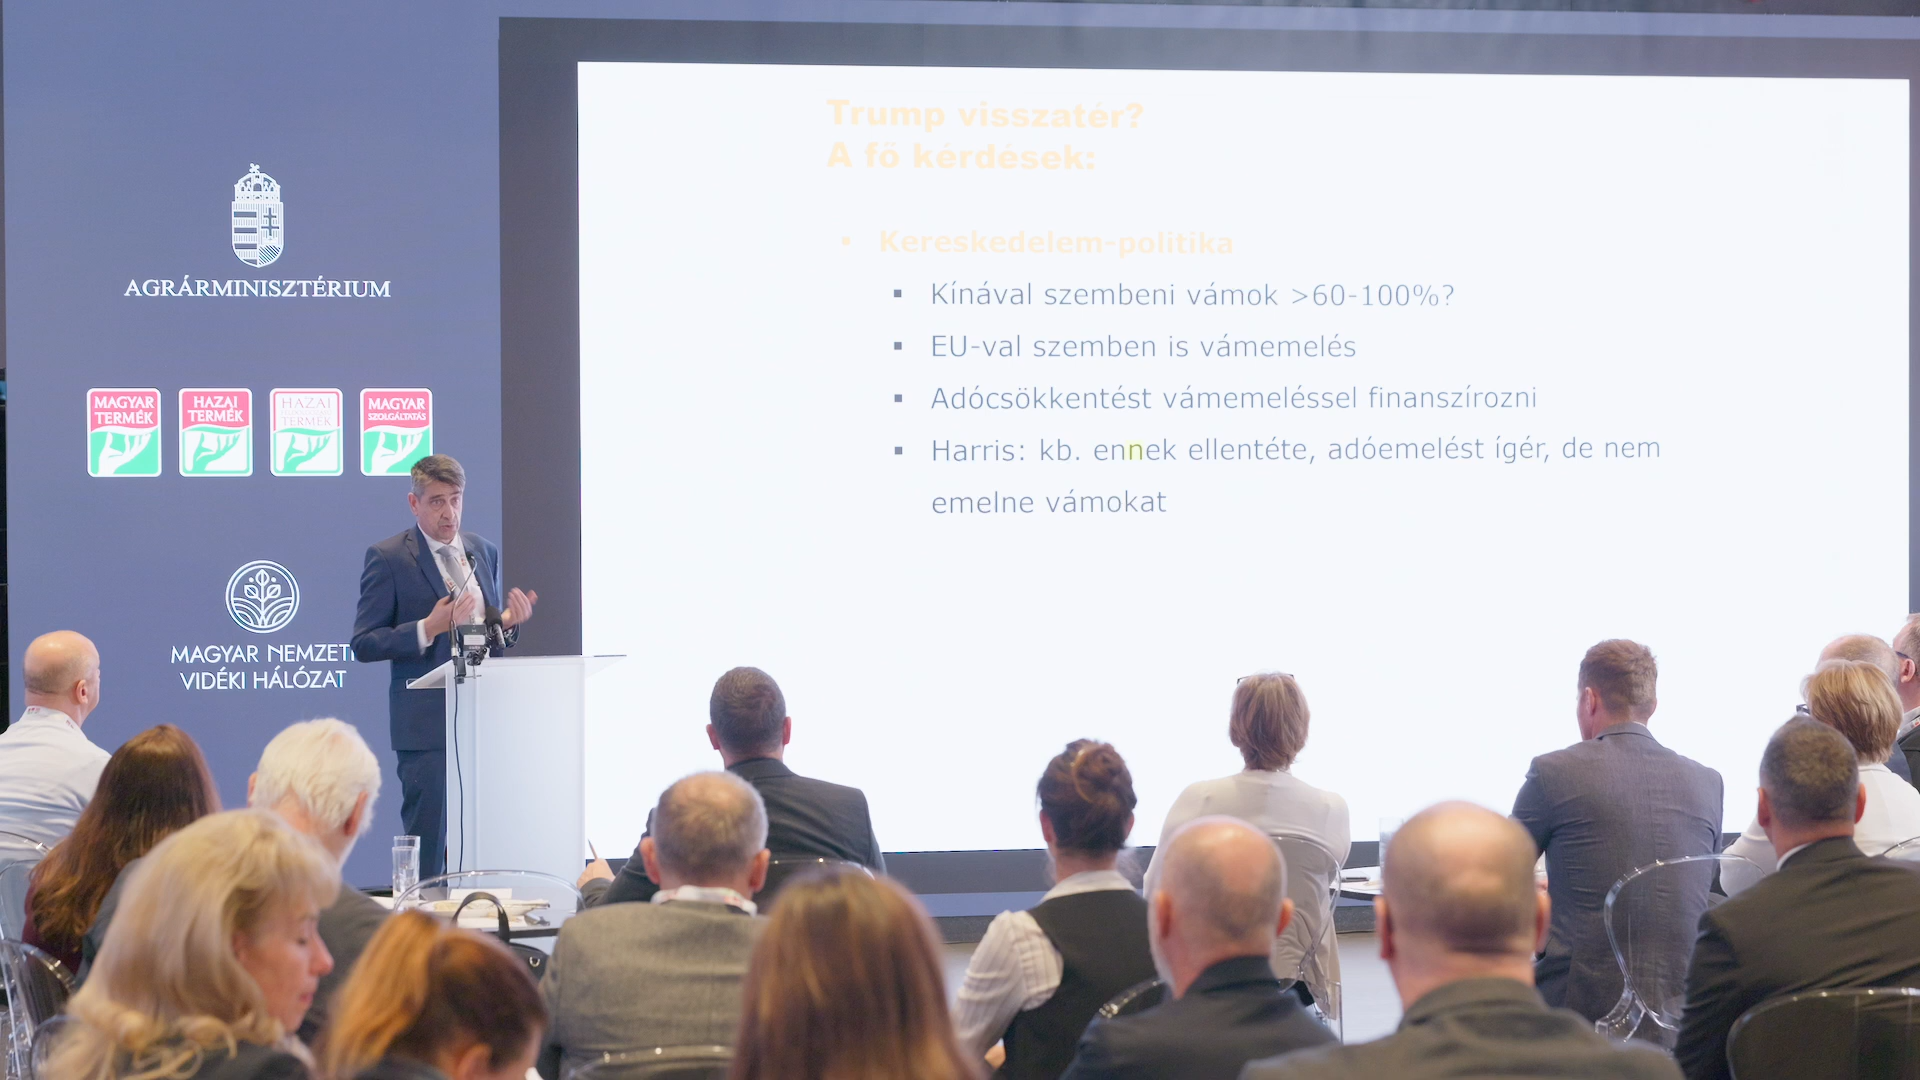 Trump visszatér?
A fő kérdések:
▪ Kereskedelem-politika
▪ Kínával szembeni vámok >60-100%?
▪ EU-val szemben is vámemelés
▪ Adócsökkentést vámemeléssel finanszírozni
▪ Harris: kb. ennek ellentéte, adóemelést ígér, de nem
emelne vámokat
AGRÁRMINISZTÉRIUM
MAGYAR
TERMÉK
HAZAI
TERMÉK
HAZAI
TERMÉK
MAGYAR
SZOLGÁLTATÁS
MAGYAR NEMZETI
VIDÉKI HÁLÓZAT